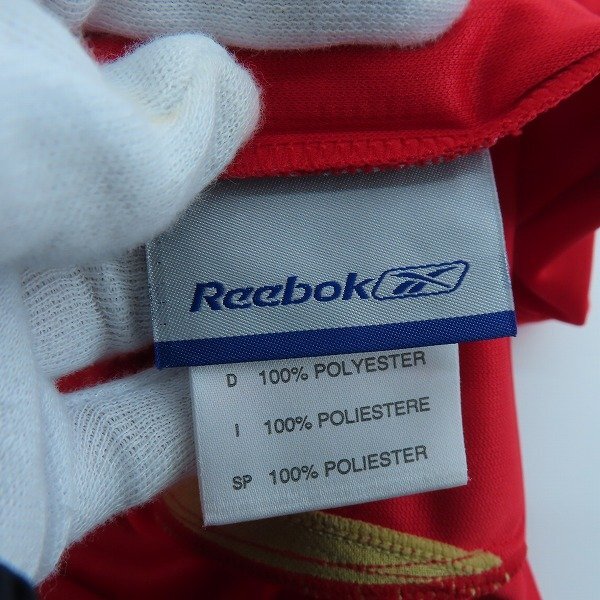 Reebok
D 100% POLYESTER
I 100% POLIESTERE
SP 100% POLIESTER